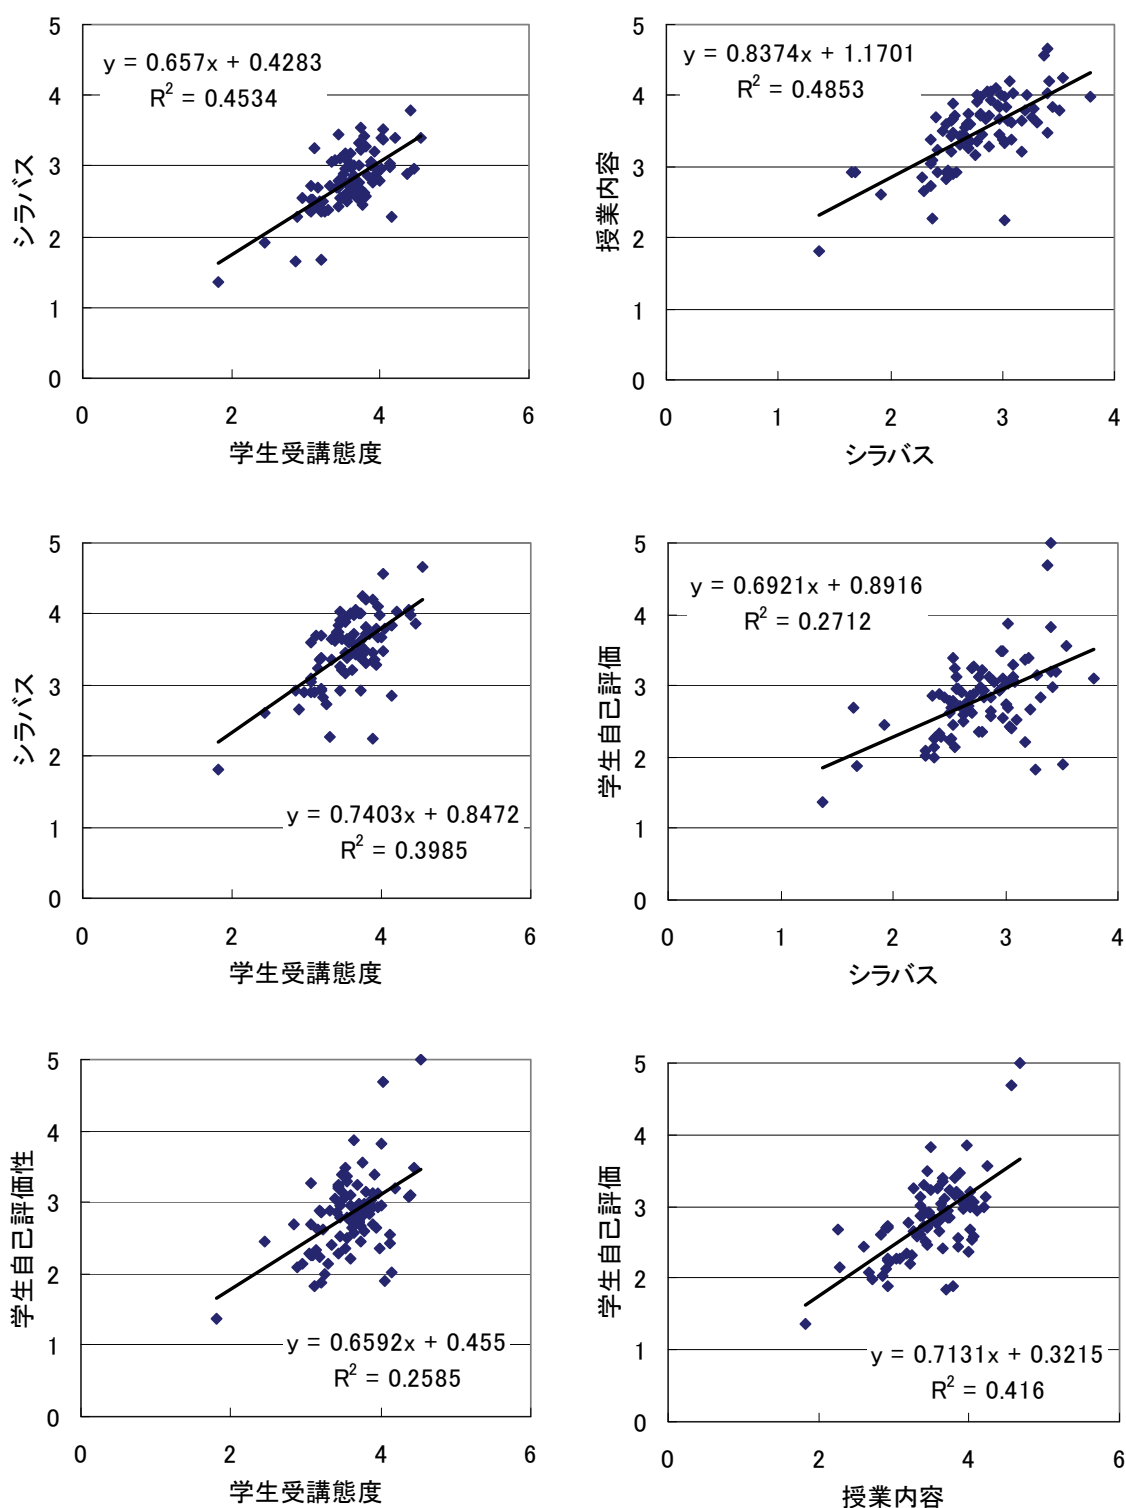 5
4
3
2
1
0
シラバス
y = 0.657x + 0.4283
R² = 0.4534
0 2 4 6
学生受講態度
5
4
3
2
1
0
授業内容
y = 0.8374x + 1.1701
R² = 0.4853
0 1 2 3 4
シラバス
5
4
3
2
1
0
シラバス
y = 0.7403x + 0.8472
R² = 0.3985
0 2 4 6
学生受講態度
5
4
3
2
1
0
学生自己評価
y = 0.6921x + 0.8916
R² = 0.2712
0 1 2 3 4
シラバス
5
4
3
2
1
0
学生自己評価性
y = 0.6592x + 0.455
R² = 0.2585
0 2 4 6
学生受講態度
5
4
3
2
1
0
学生自己評価
y = 0.7131x + 0.3215
R² = 0.416
0 2 4 6
授業内容